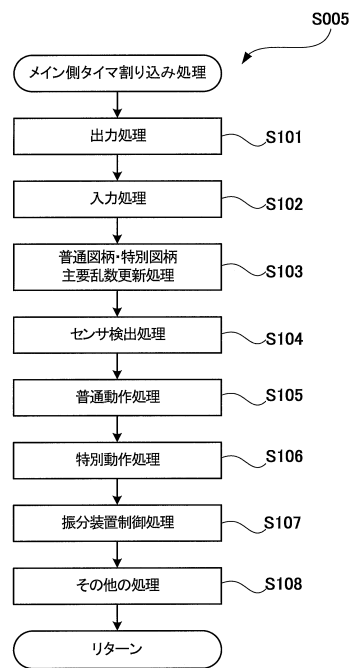 S005
メイン側タイマ割り込み処理
出力処理
S101
入力処理
S102
普通図柄・特別図柄
主要乱数更新処理
S103
センサ検出処理
S104
普通動作処理
S105
特別動作処理
S106
振分装置制御処理
S107
その他の処理
S108
リターン